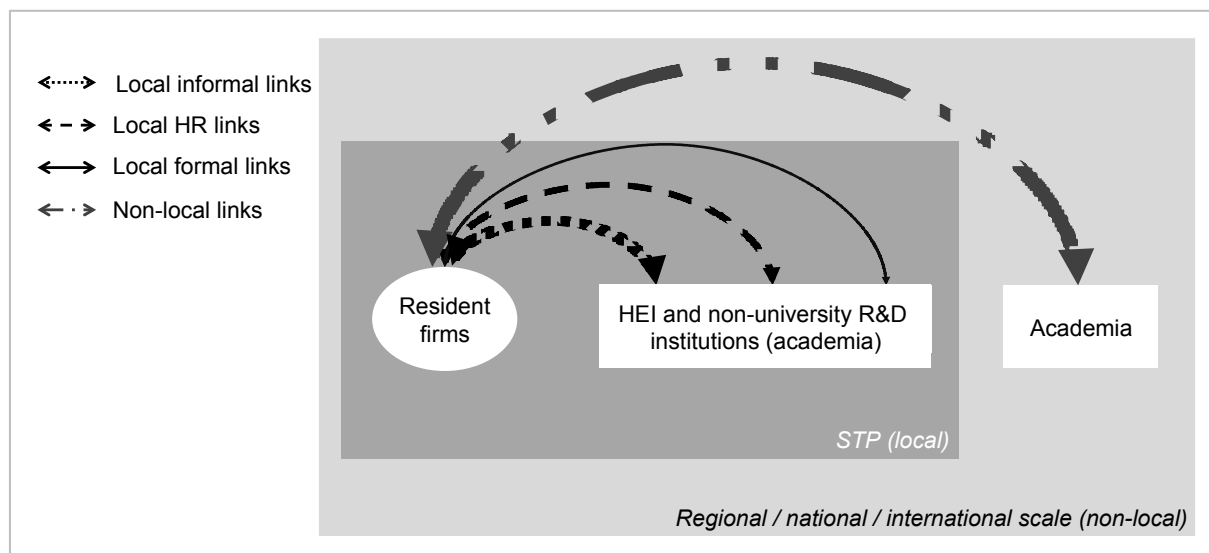 Local informal links
Local HR links
Local formal links
Non-local links
Resident
firms
HEI and non-university R&D
institutions (academia)
Academia
STP (local)
Regional / national / international scale (non-local)